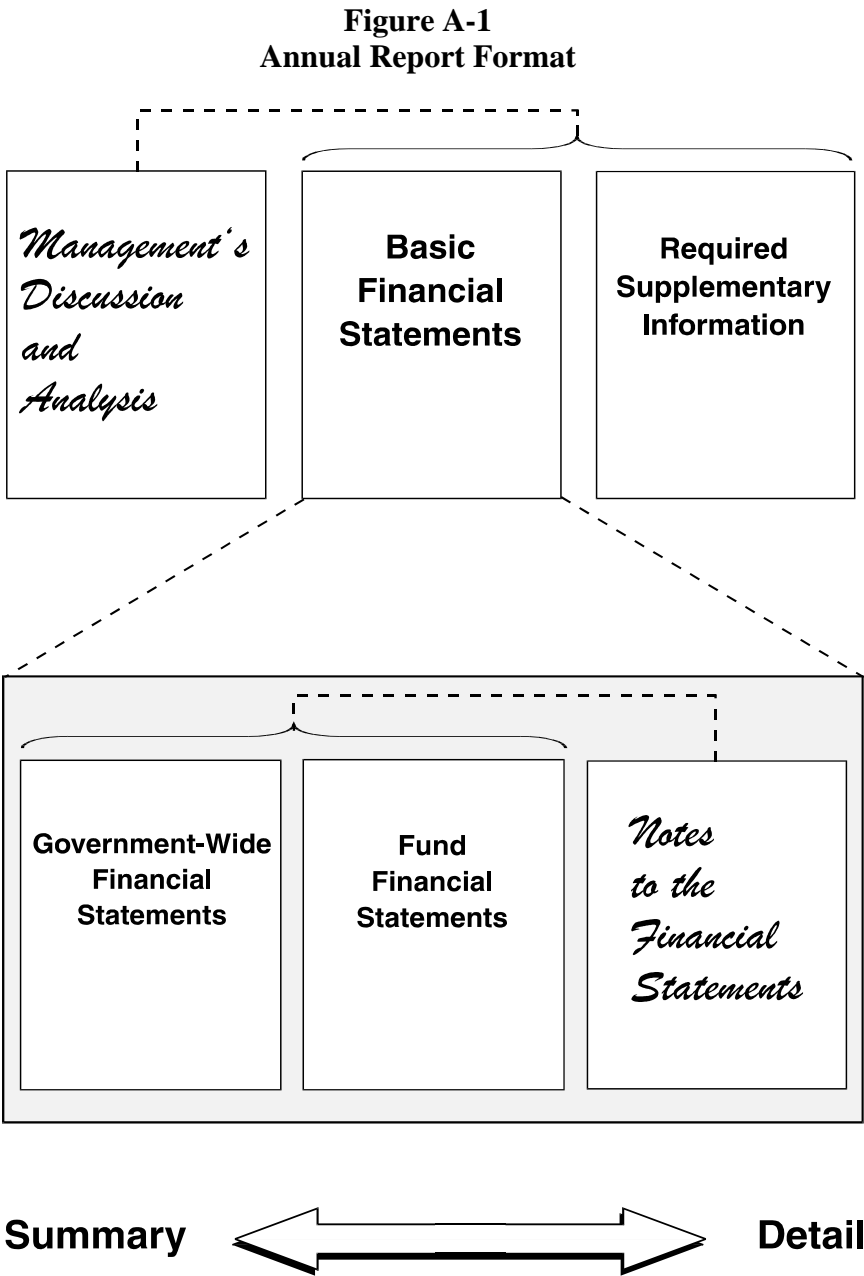 Figure A-1
Annual Report Format
Management's
Discussion
and
Analysis
Basic
Financial
Statements
Required
Supplementary
Information
Government-Wide
Financial
Statements
Fund
Financial
Statements
Notes
to the
Financial
Statements
Summary
Detail